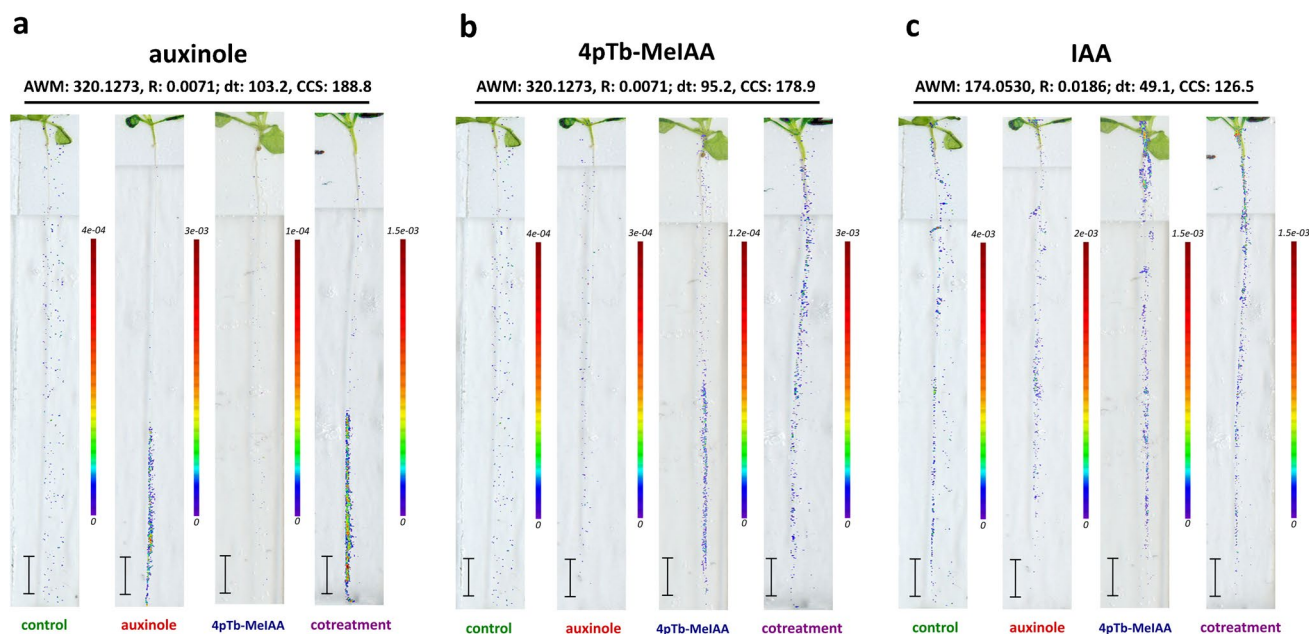 a
auxinole
AWM: 320.1273, R: 0.0071; dt: 103.2, CCS: 188.8
4e-04
0
3e-03
0
1e-04
0
1.5e-03
0
control
auxinole
4pTb-MeIAA
cotreatment
b
4pTb-MeIAA
AWM: 320.1273, R: 0.0071; dt: 95.2, CCS: 178.9
4e-04
0
3e-04
0
1.2e-04
0
3e-03
0
control
auxinole
4pTb-MeIAA
cotreatment
c
IAA
AWM: 174.0530, R: 0.0186; dt: 49.1, CCS: 126.5
4e-03
0
2e-03
0
1.5e-03
0
1.5e-03
0
control
auxinole
4pTb-MeIAA
cotreatment